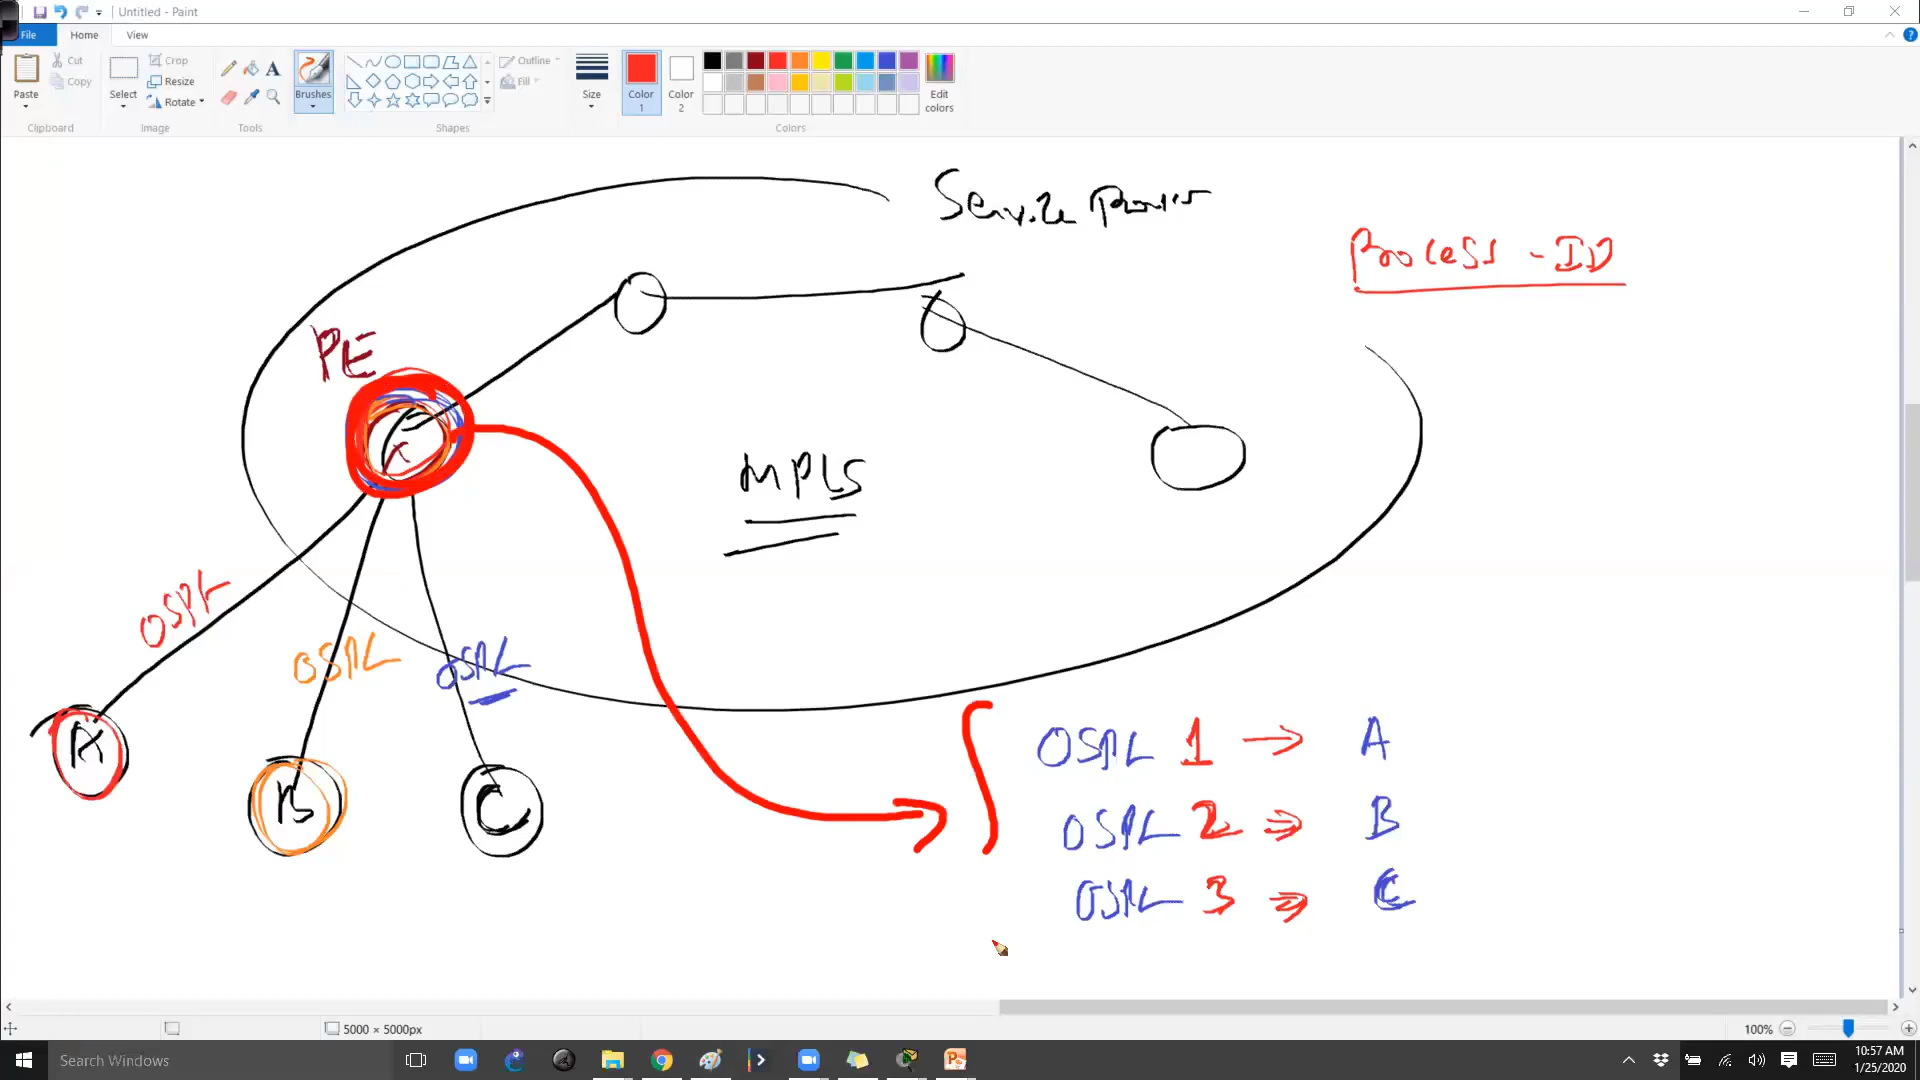 Untitled - Paint
File Home View
Paste
Cut
Copy
Clipboard
Select
Crop
Resize
Rotate
Image
Tools
Brushes
Shapes
Outline
Fill
Size
Color 1
Color 2
Colors
Edit colors
Process - ID
PE
MPLS
OSPF
OSPF
OSPF
A
B
C
OSPF 1 → A
OSPF 2 ⇒ B
OSPF 3 ⇒ C
5000 × 5000px
100%
Search Windows
10:57 AM
1/25/2020